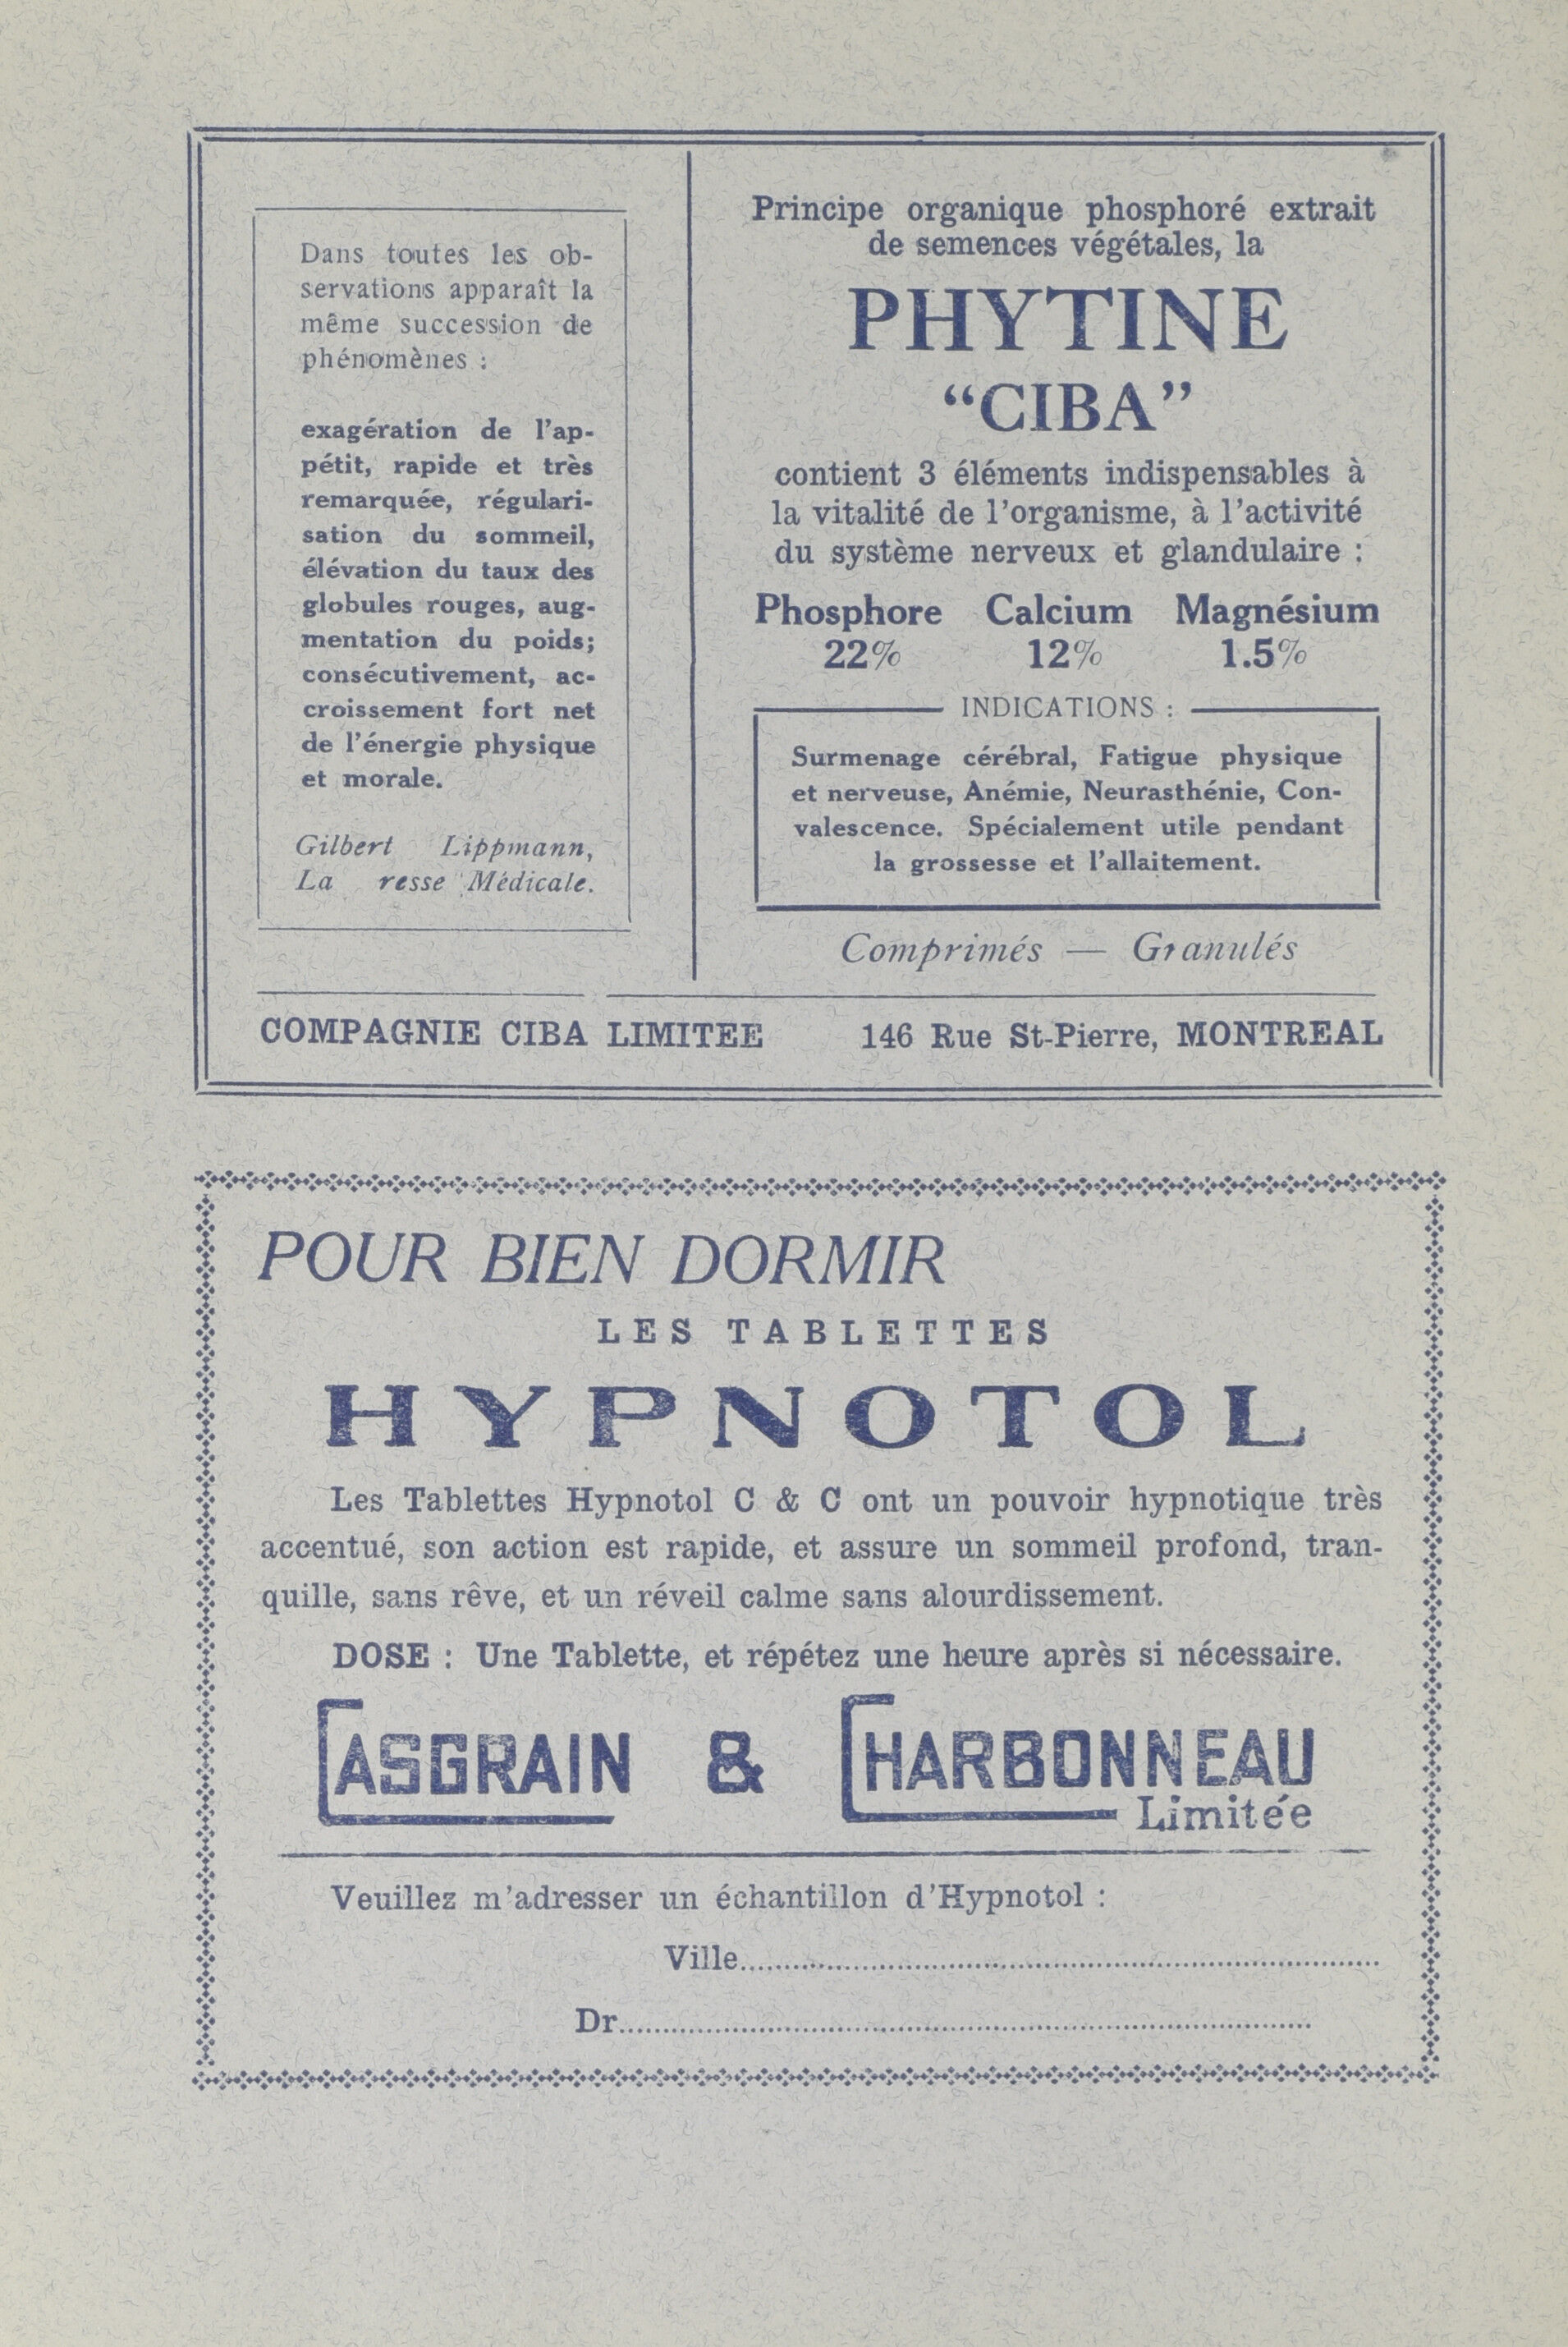 Dans toutes les ob-
servations apparaît la
même succession de
phénomènes :
exagération de l'ap-
pétit, rapide et très
remarquée, régulari-
sation du sommeil,
élévation du taux des
globules rouges, aug-
mentation du poids;
consécutivement, ac-
croissement fort net
de l'énergie physique
et morale.
Gilbert Lippmann,
La resse Médicale.
Principe organique phosphoré extrait
de semences végétales, la
PHYTINE
“CIBA”
contient 3 éléments indispensables à
la vitalité de l'organisme, à l'activité
du système nerveux et glandulaire :
Phosphore Calcium Magnésium
22% 12% 1.5%
INDICATIONS :
Surmenage cérébral, Fatigue physique
et nerveuse, Anémie, Neurasthénie, Con-
valescence. Spécialement utile pendant
la grossesse et l'allaitement.
Comprimés — Granulés
COMPAGNIE CIBA LIMITEE 146 Rue St-Pierre, MONTREAL
POUR BIEN DORMIR
LES TABLETTES
HYPNOTOL
Les Tablettes Hypnotol C & C ont un pouvoir hypnotique très
accentué, son action est rapide, et assure un sommeil profond, tran-
quille, sans rêve, et un réveil calme sans alourdissement.
DOSE : Une Tablette, et répétez une heure après si nécessaire.
CASGRAIN & CHARBONNEAU
Limitée
Veuillez m'adresser un échantillon d'Hypnotol :
Ville........................................
Dr........................................